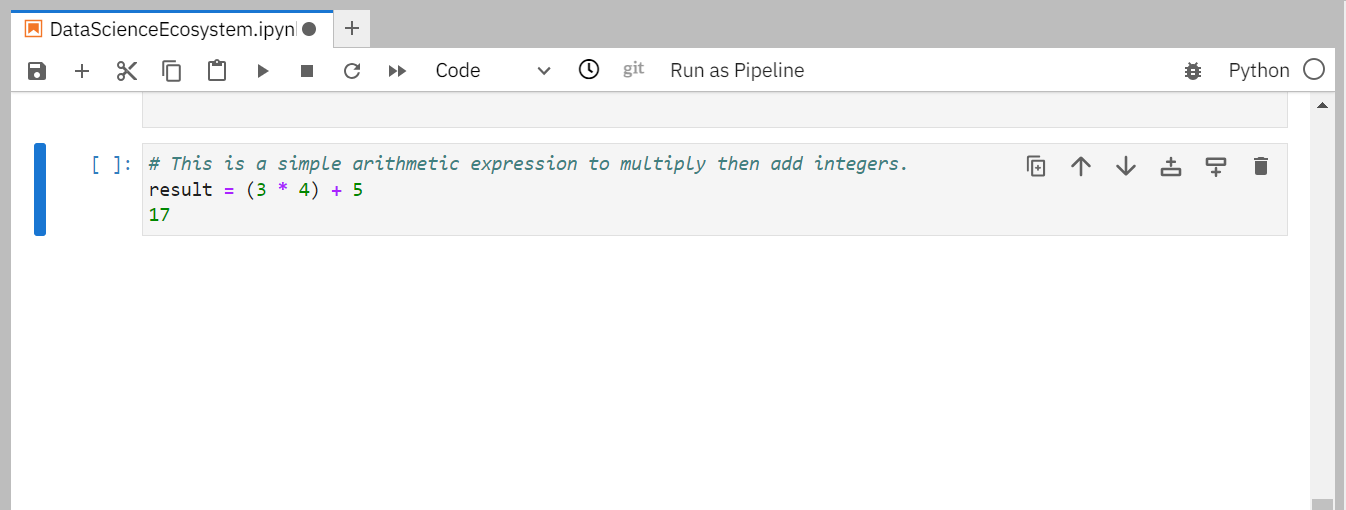 DataScienceEcosystem.ipyn
Code git Run as Pipeline Python
[ ]: # This is a simple arithmetic expression to multiply then add integers.
result = (3 * 4) + 5
17